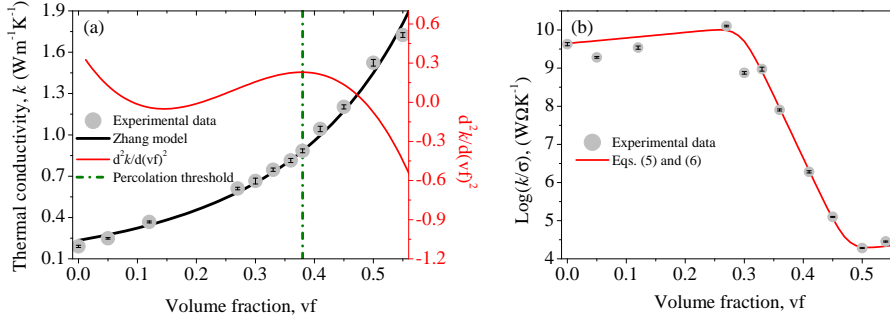 (a)
Thermal conductivity, k (Wm⁻¹K⁻¹)
1.9
1.6
1.3
1.0
0.7
0.4
0.1
Experimental data
Zhang model
d²k/d(vf)²
Percolation threshold
0.6
0.3
0.0
-0.3
-0.6
-0.9
-1.2
d²k/d(vf)²
0.0 0.1 0.2 0.3 0.4 0.5
Volume fraction, vf
(b)
Log(k/σ), (WΩK⁻¹)
10
9
8
7
6
5
4
Experimental data
Eqs. (5) and (6)
0.0 0.1 0.2 0.3 0.4 0.5
Volume fraction, vf